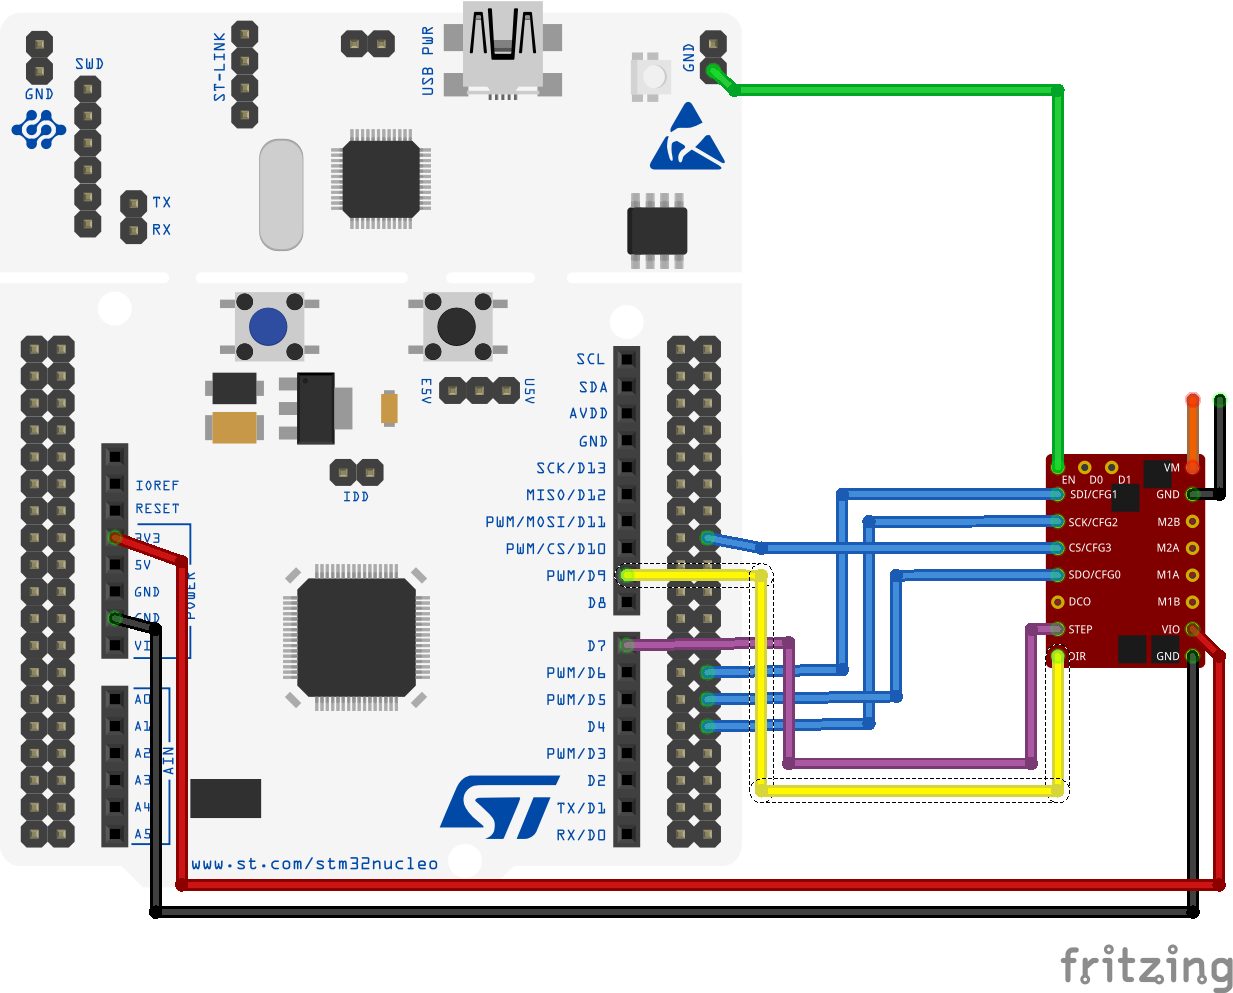 SWD
GND
TX
RX
ST-LINK
USB PWR
GND
E5V
U5V
IDD
IOREF
RESET
3V3
5V
GND
GND
VI
POWER
A0
A1
A2
A3
A4
A5
AIN
SCL
SDA
AVDD
GND
SCK/D13
MISO/D12
PWM/MOSI/D11
PWM/CS/D10
PWM/D9
D8
D7
PWM/D6
PWM/D5
D4
PWM/D3
D2
TX/D1
RX/D0
ST
www.st.com/stm32nucleo
EN D0 D1 VM
SDI/CFG1 GND
SCK/CFG2 M2B
CS/CFG3 M2A
SDO/CFG0 M1A
DCO M1B
STEP VIO
DIR GND
fritzing